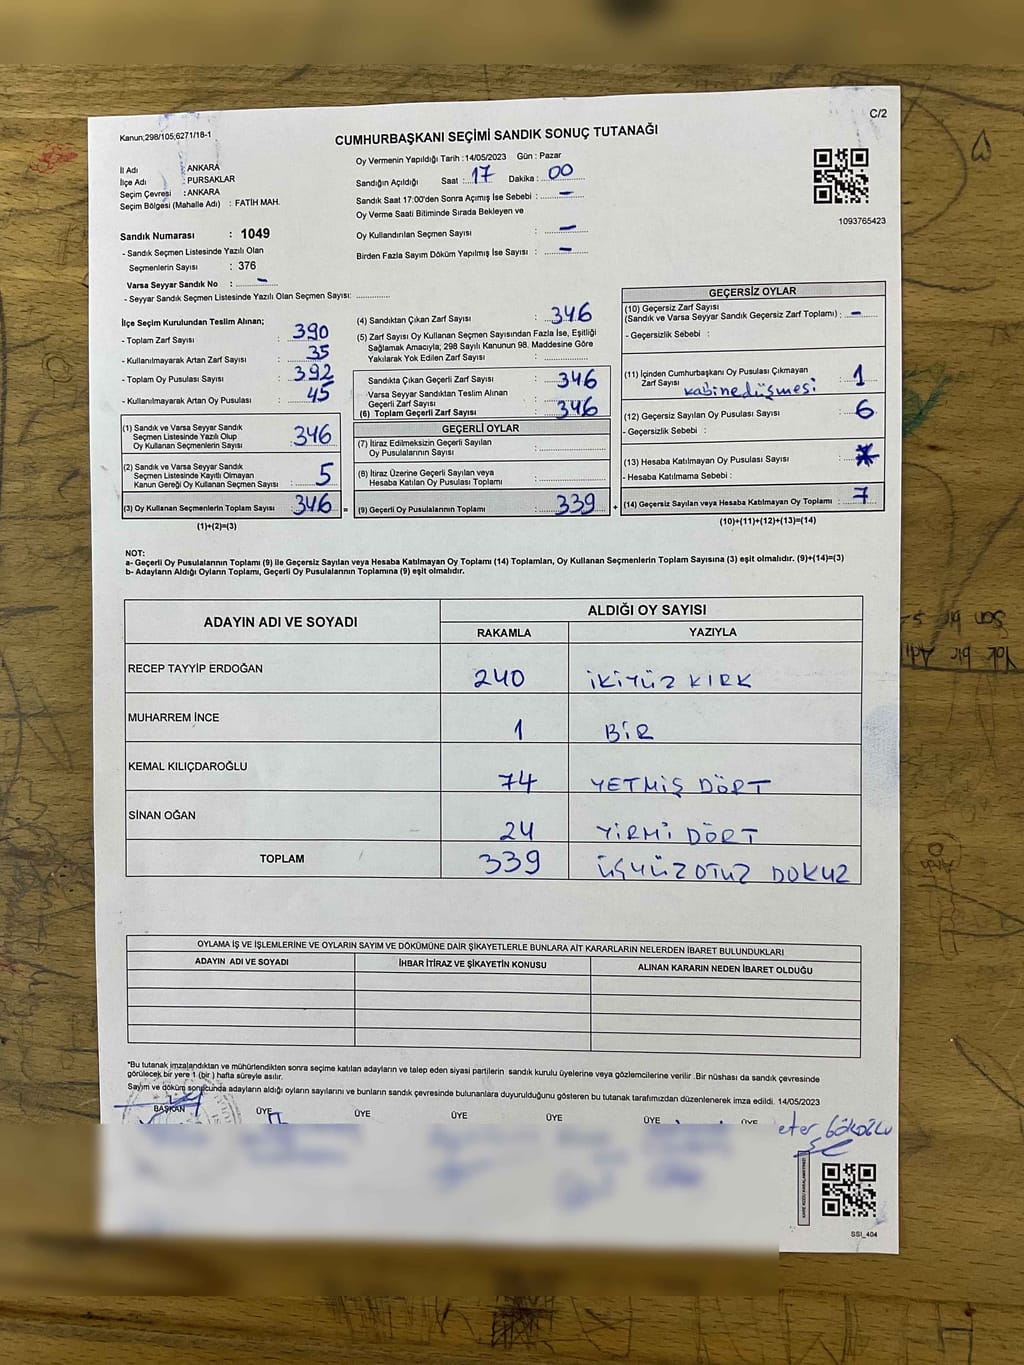 C/2
Kanun;298/105;6271/18-1
CUMHURBAŞKANI SEÇİMİ SANDIK SONUÇ TUTANAĞI
İl Adı : ANKARA
İlçe Adı : PURSAKLAR
Seçim Çevresi : ANKARA
Seçim Bölgesi (Mahalle Adı) : FATİH MAH.
Sandık Numarası : 1049
- Sandık Seçmen Listesinde Yazılı Olan
Seçmenlerin Sayısı : 376
Varsa Seyyar Sandık No : –
- Seyyar Sandık Seçmen Listesinde Yazılı Olan Seçmen Sayısı: ............
Oy Vermenin Yapıldığı Tarih :14/05/2023 Gün : Pazar
Sandığın Açıldığı Saat : 17 Dakika : 00
Sandık Saat 17:00'den Sonra Açımış İse Sebebi : –
Oy Verme Saati Bitiminde Sırada Bekleyen ve
Oy Kullandırılan Seçmen Sayısı : –
Birden Fazla Sayım Döküm Yapılmış İse Sayısı : –
1093765423
İlçe Seçim Kurulundan Teslim Alınan;
- Toplam Zarf Sayısı : 390
- Kullanılmayarak Artan Zarf Sayısı : 35
- Toplam Oy Pusulası Sayısı : 392
- Kullanılmayarak Artan Oy Pusulası : 45
(1) Sandık ve Varsa Seyyar Sandık
Seçmen Listesinde Yazılı Olup
Oy Kullanan Seçmenlerin Sayısı : 346
(2) Sandık ve Varsa Seyyar Sandık
Seçmen Listesinde Kayıtlı Olmayan
Kanun Gereği Oy Kullanan Seçmen Sayısı : 5
(3) Oy Kullanan Seçmenlerin Toplam Sayısı : 346 =
(1)+(2)=(3)
(4) Sandıktan Çıkan Zarf Sayısı : 346
(5) Zarf Sayısı Oy Kullanan Seçmen Sayısından Fazla İse, Eşitliği
Sağlamak Amacıyla; 298 Sayılı Kanunun 98. Maddesine Göre
Yakılarak Yok Edilen Zarf Sayısı : ............
Sandıkta Çıkan Geçerli Zarf Sayısı : 346
Varsa Seyyar Sandıktan Teslim Alınan
Geçerli Zarf Sayısı : ............
(6) Toplam Geçerli Zarf Sayısı : 346
GEÇERLİ OYLAR
(7) İtiraz Edilmeksizin Geçerli Sayılan
Oy Pusulalarının Sayısı : ............
(8) İtiraz Üzerine Geçerli Sayılan veya
Hesaba Katılan Oy Pusulası Toplamı : ............
(9) Geçerli Oy Pusulalarının Toplamı : 339 +
GEÇERSİZ OYLAR
(10) Geçersiz Zarf Sayısı
(Sandık ve Varsa Seyyar Sandık Geçersiz Zarf Toplamı) : –
- Geçersizlik Sebebi :
(11) İçinden Cumhurbaşkanı Oy Pusulası Çıkmayan
Zarf Sayısı : 1
kabinedüşmesi
(12) Geçersiz Sayılan Oy Pusulası Sayısı : 6
- Geçersizlik Sebebi :
(13) Hesaba Katılmayan Oy Pusulası Sayısı :
- Hesaba Katılmama Sebebi :
(14) Geçersiz Sayılan veya Hesaba Katılmayan Oy Toplamı : 7
(10)+(11)+(12)+(13)=(14)
NOT:
a- Geçerli Oy Pusulalarının Toplamı (9) ile Geçersiz Sayılan veya Hesaba Katılmayan Oy Toplamı (14) Toplamları, Oy Kullanan Seçmenlerin Toplam Sayısına (3) eşit olmalıdır. (9)+(14)=(3)
b- Adayların Aldığı Oyların Toplamı, Geçerli Oy Pusulalarının Toplamına (9) eşit olmalıdır.
ADAYIN ADI VE SOYADI ALDIĞI OY SAYISI
RAKAMLA YAZIYLA
RECEP TAYYİP ERDOĞAN 240 İKİYÜZ KIRK
MUHARREM İNCE 1 BİR
KEMAL KILIÇDAROĞLU 74 YETMİŞ DÖRT
SİNAN OĞAN 24 YİRMİ DÖRT
TOPLAM 339 ÜÇYÜZ OTUZ DOKUZ
OYLAMA İŞ VE İŞLEMLERİNE VE OYLARIN SAYIM VE DÖKÜMÜNE DAİR ŞİKAYETLERLE BUNLARA AİT KARARLARIN NELERDEN İBARET BULUNDUKLARI
ADAYIN ADI VE SOYADI İHBAR İTİRAZ VE ŞİKAYETİN KONUSU ALINAN KARARIN NEDEN İBARET OLDUĞU
*Bu tutanak imzalandıktan ve mühürlendikten sonra seçime katılan adayların ve talep eden siyasi partilerin sandık kurulu üyelerine veya gözlemcilerine verilir .Bir nüshası da sandık çevresinde
görülecek bir yere 1 (bir ) hafta süreyle asılır.
Sayım ve döküm sonucunda adayların aldığı oyların sayılarını ve bunların sandık çevresinde bulunanlara duyurulduğunu gösteren bu tutanak tarafımızdan düzenlenerek imza edildi. 14/05/2023
BAŞKAN ÜYE ÜYE ÜYE ÜYE ÜYE ÜYE
SSI_404